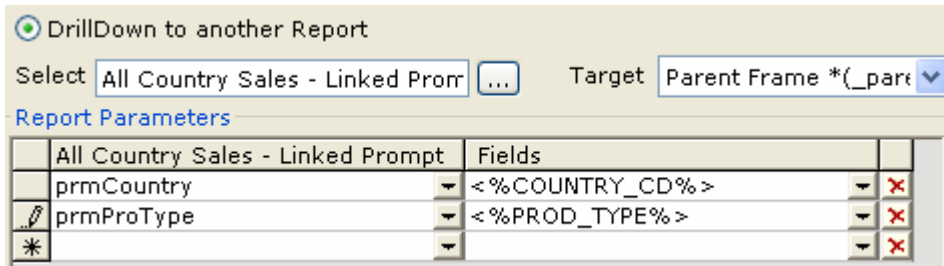 DrillDown to another Report
Select All Country Sales - Linked Prom ... Target Parent Frame *(_pare
Report Parameters
All Country Sales - Linked Prompt Fields
prmCountry <%COUNTRY_CD%>
prmProType <%PROD_TYPE%>